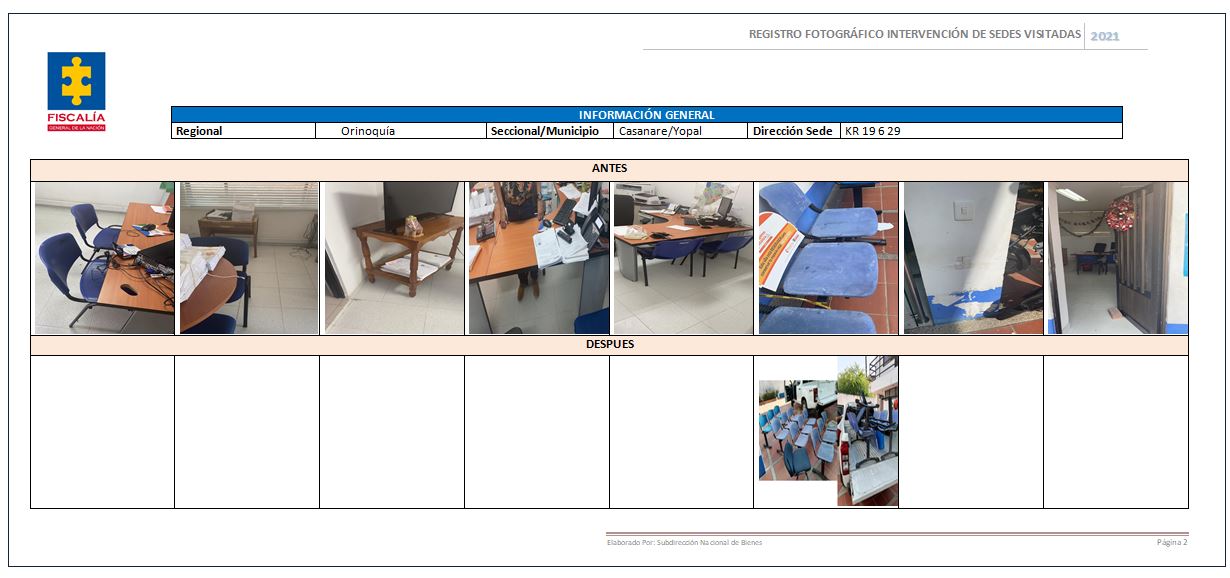 REGISTRO FOTOGRÁFICO INTERVENCIÓN DE SEDES VISITADAS 2021
FISCALÍA
GENERAL DE LA NACIÓN
INFORMACIÓN GENERAL
Regional Orinoquía Seccional/Municipio Casanare/Yopal Dirección Sede KR 19 6 29
ANTES
DESPUES
Elaborado Por: Subdirección Nacional de Bienes Página 2